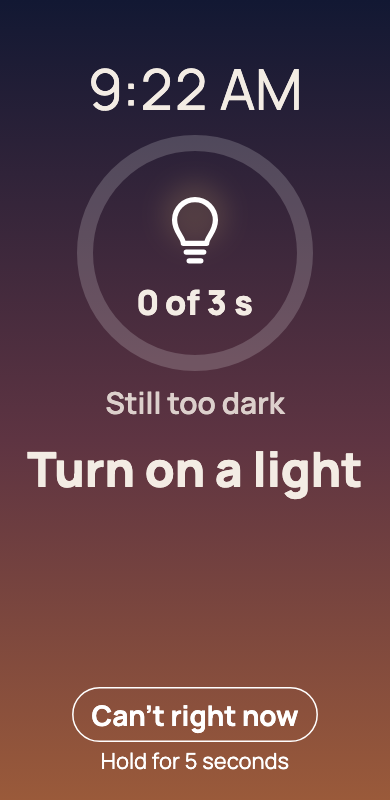 9:22 AM
0 of 3 s
Still too dark
Turn on a light
Can’t right now
Hold for 5 seconds